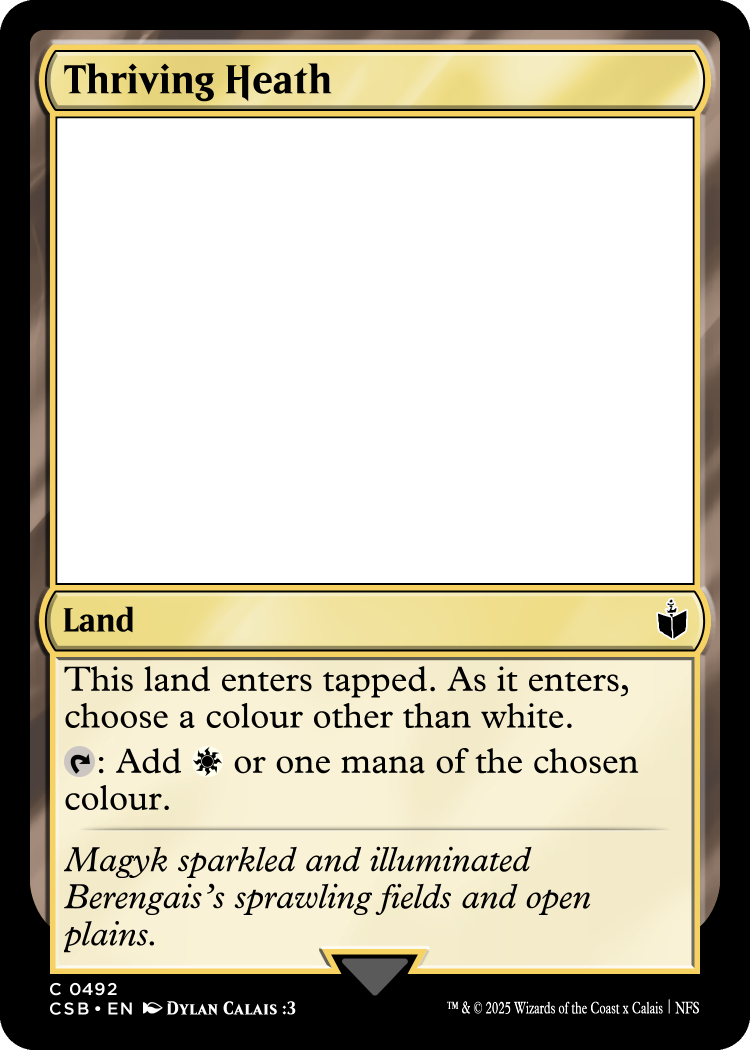 Thriving Heath
Land
This land enters tapped. As it enters,
choose a colour other than white.
: Add or one mana of the chosen
colour.
Magyk sparkled and illuminated
Berengais's sprawling fields and open
plains.
C 0492
CSB • EN Dylan Calais :3
™ & © 2025 Wizards of the Coast x Calais | NFS